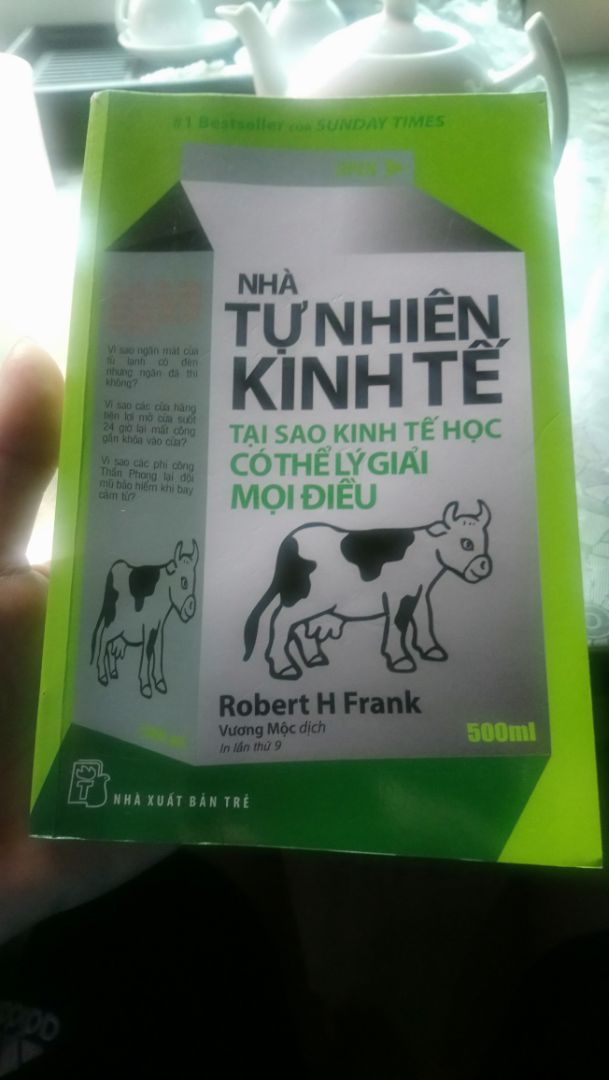 #1 Bestseller của SUNDAY TIMES
OPEN
NHÀ
TỰ NHIÊN
KINH TẾ
TẠI SAO KINH TẾ HỌC
CÓ THỂ LÝ GIẢI
MỌI ĐIỀU
Vì sao ngăn mát của
tủ lạnh có đèn
nhưng ngăn đá thì
không?
Vì sao các cửa hàng
tiện lợi mở cửa suốt
24 giờ lại mất công
gắn khóa vào cửa?
Vì sao các phi công
Thần Phong lại đội
mũ bảo hiểm khi bay
cảm tử?
Robert H Frank
Vương Mộc dịch
In lần thứ 9
500ml
T
NHÀ XUẤT BẢN TRẺ